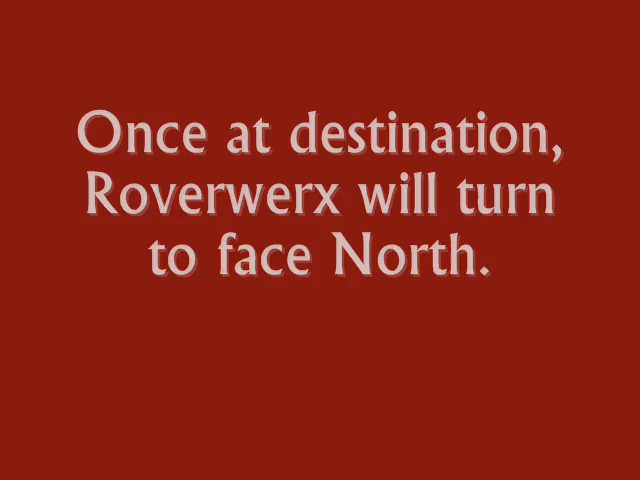 Once at destination,
Roverwerx will turn
to face North.